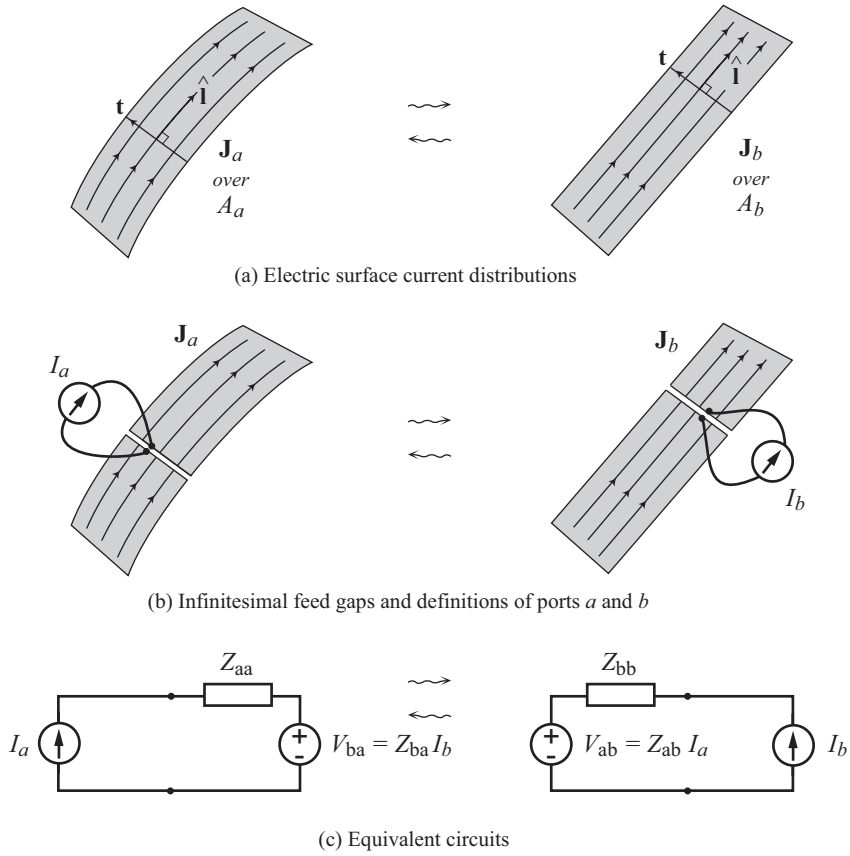 t
l̂
J_a
over
A_a
t
l̂
J_b
over
A_b
(a) Electric surface current distributions
J_a
I_a
J_b
I_b
(b) Infinitesimal feed gaps and definitions of ports a and b
Z_aa
Z_bb
I_a
+
-
V_ba = Z_ba I_b
+
-
V_ab = Z_ab I_a
I_b
(c) Equivalent circuits